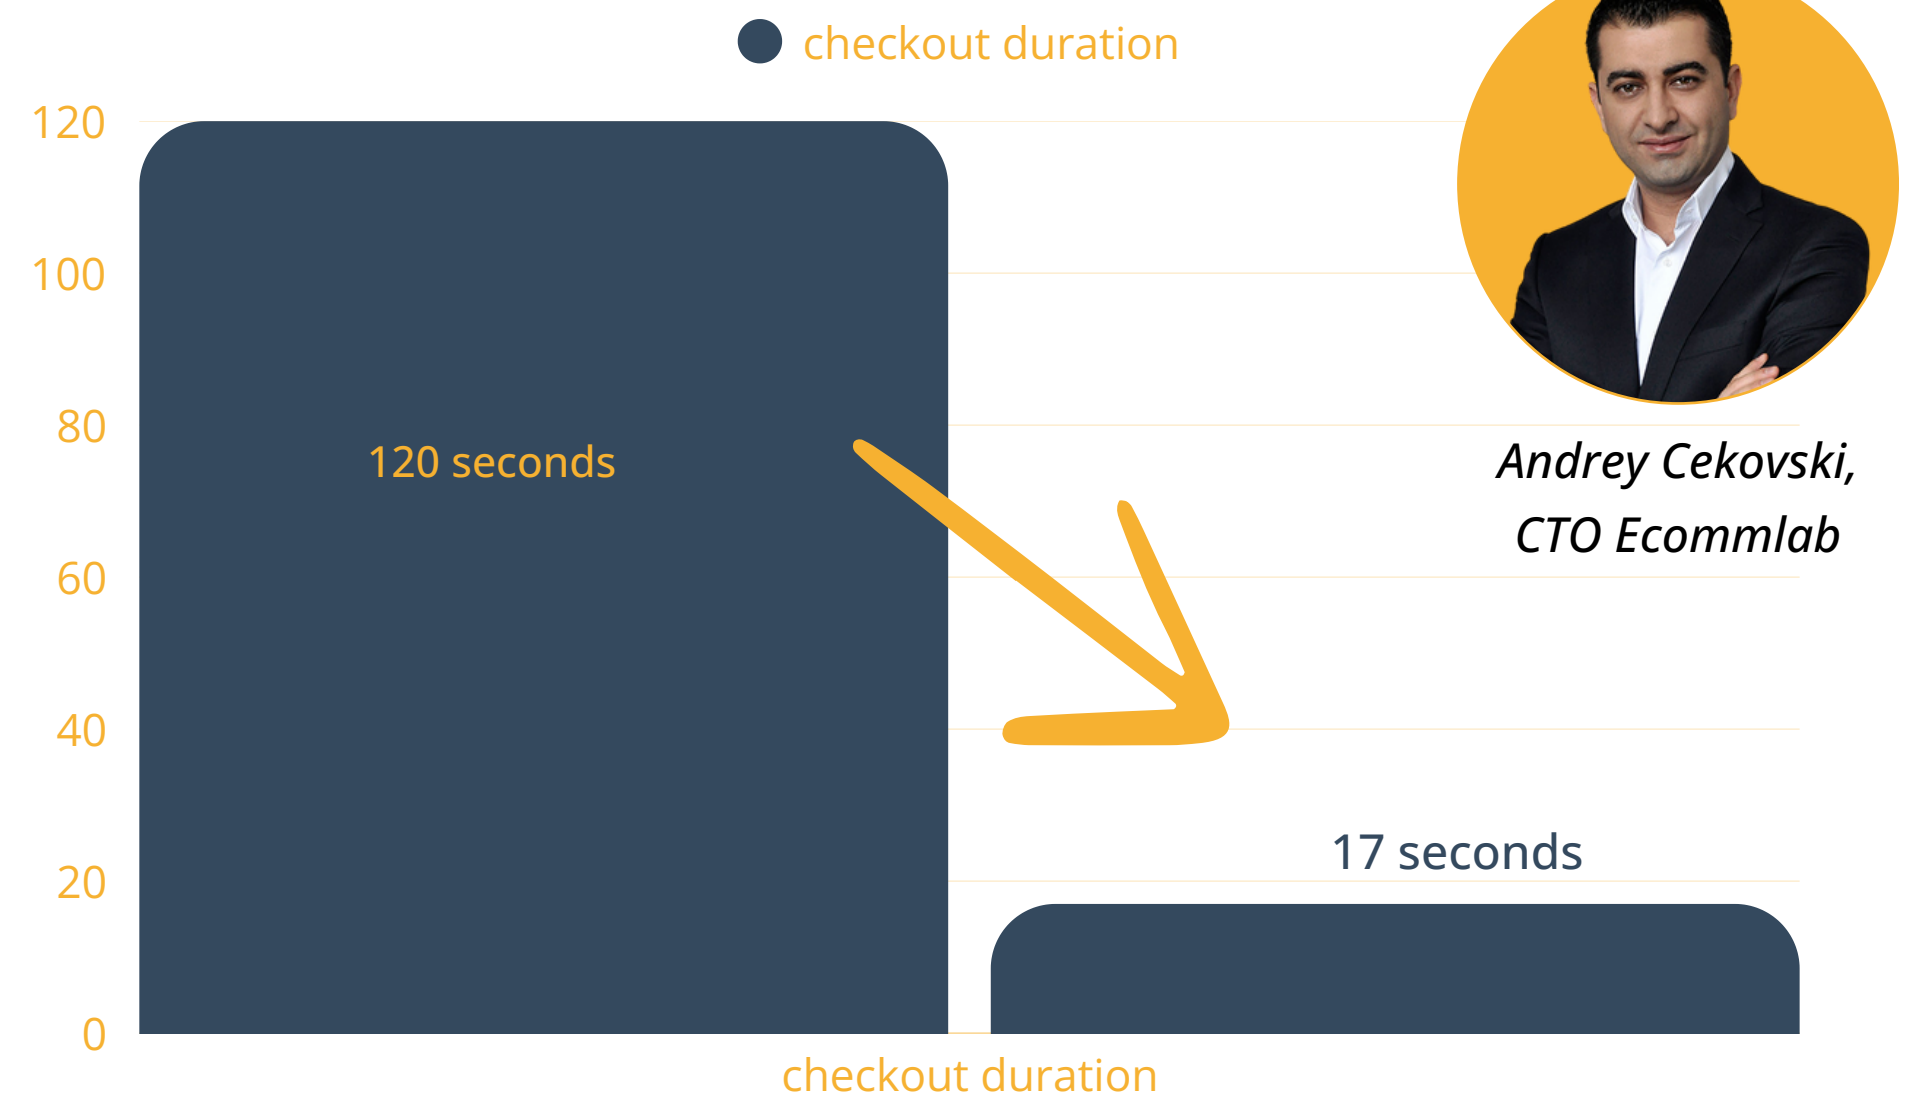 checkout duration
120
100
80
60
40
20
0
120 seconds
Andrey Cekovski,
CTO Ecommlab
17 seconds
checkout duration